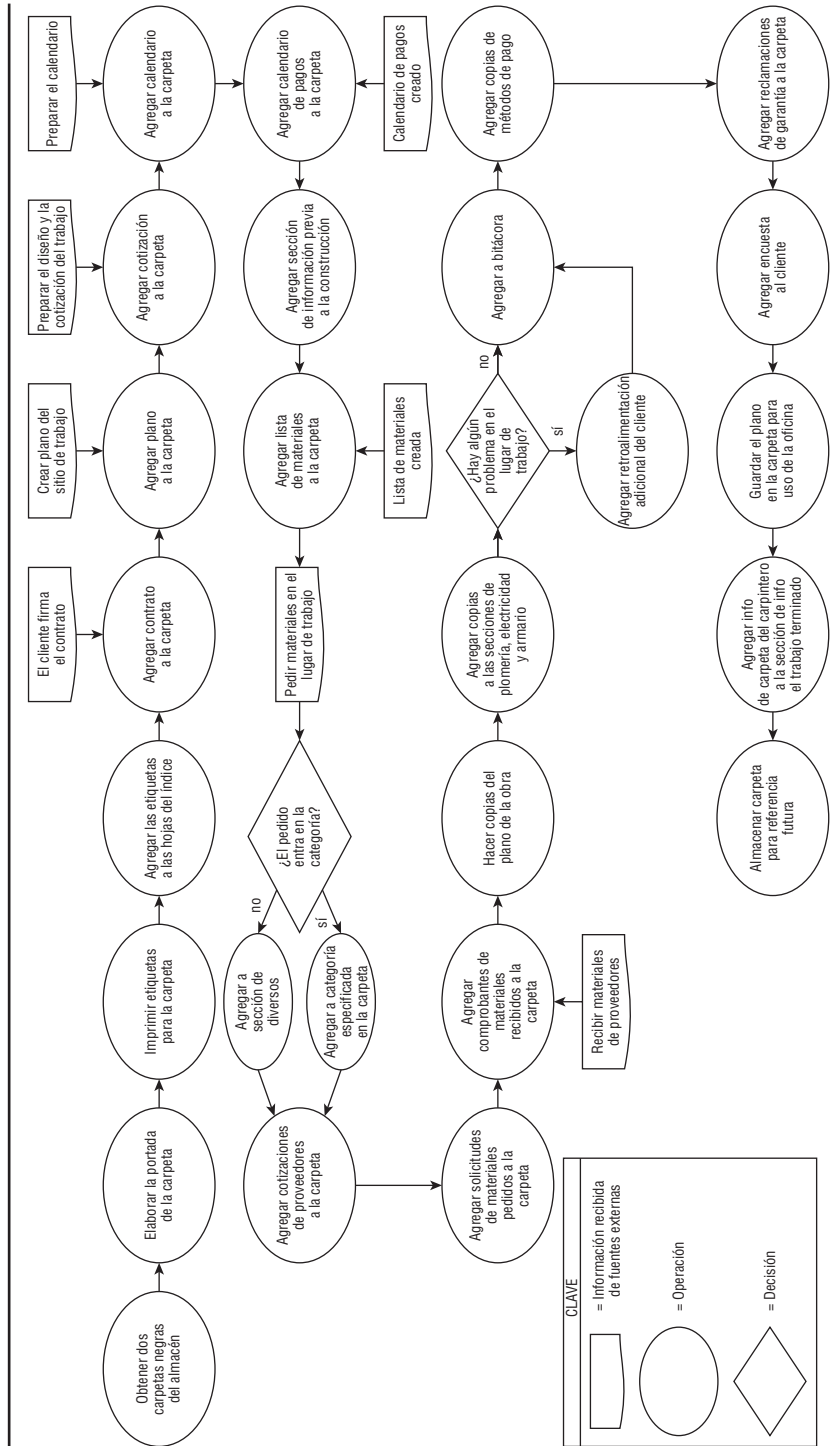 Obtener dos
carpetas negras
del almacén
Elaborar la portada
de la carpeta
Imprimir etiquetas
para la carpeta
Agregar las etiquetas
a las hojas del índice
El cliente firma
el contrato
Agregar contrato
a la carpeta
Crear plano del
sitio de trabajo
Agregar plano
a la carpeta
Preparar el diseño y la
cotización del trabajo
Agregar cotización
a la carpeta
Preparar el calendario
Agregar calendario
a la carpeta
Agregar calendario
de pagos
a la carpeta
Calendario de pagos
creado
Agregar sección
de información previa
a la construcción
Agregar lista
de materiales
a la carpeta
Lista de materiales
creada
Pedir materiales en el
lugar de trabajo
¿El pedido
entra en la
categoría?
no
sí
Agregar a
sección de
diversos
Agregar a categoría
especificada
en la carpeta
Agregar cotizaciones
de proveedores
a la carpeta
Agregar solicitudes
de materiales
pedidos a la
carpeta
Agregar
comprobantes de
materiales
recibidos a la
carpeta
Recibir materiales
de proveedores
Hacer copias del
plano de la obra
Agregar copias
a las secciones de
plomería, electricidad
y armario
¿Hay algún
problema en el
lugar de
trabajo?
no
sí
Agregar retroalimentación
adicional del cliente
Agregar a bitácora
Agregar copias de
métodos de pago
Agregar reclamaciones
de garantía a la carpeta
Agregar encuesta
al cliente
Guardar el plano
en la carpeta para
uso de la oficina
Agregar info
de carpeta del carpintero
a la sección de info
el trabajo terminado
Almacenar carpeta
para referencia
futura
CLAVE
= Información recibida
de fuentes externas
= Operación
= Decisión